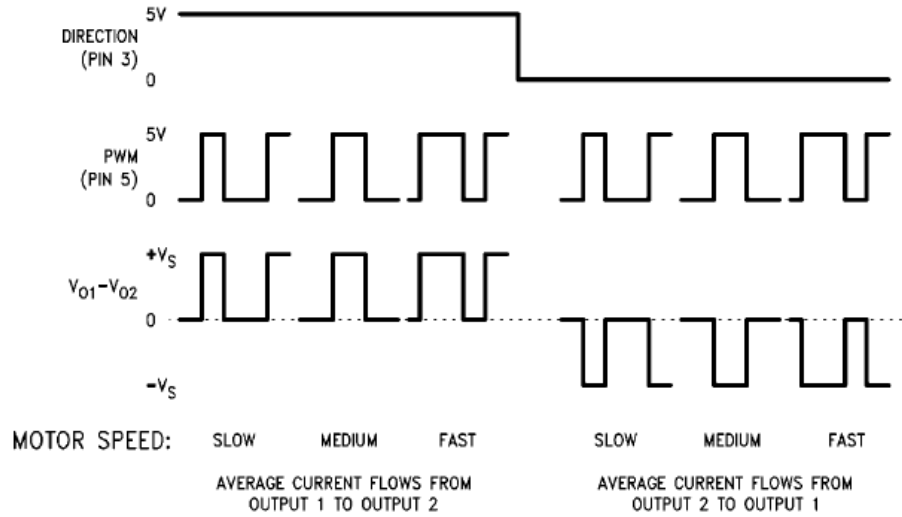 5V
DIRECTION
(PIN 3)
0
5V
PWM
(PIN 5)
0
+VS
VO1-VO2
0
-VS
MOTOR SPEED: SLOW MEDIUM FAST SLOW MEDIUM FAST
AVERAGE CURRENT FLOWS FROM
OUTPUT 1 TO OUTPUT 2
AVERAGE CURRENT FLOWS FROM
OUTPUT 2 TO OUTPUT 1